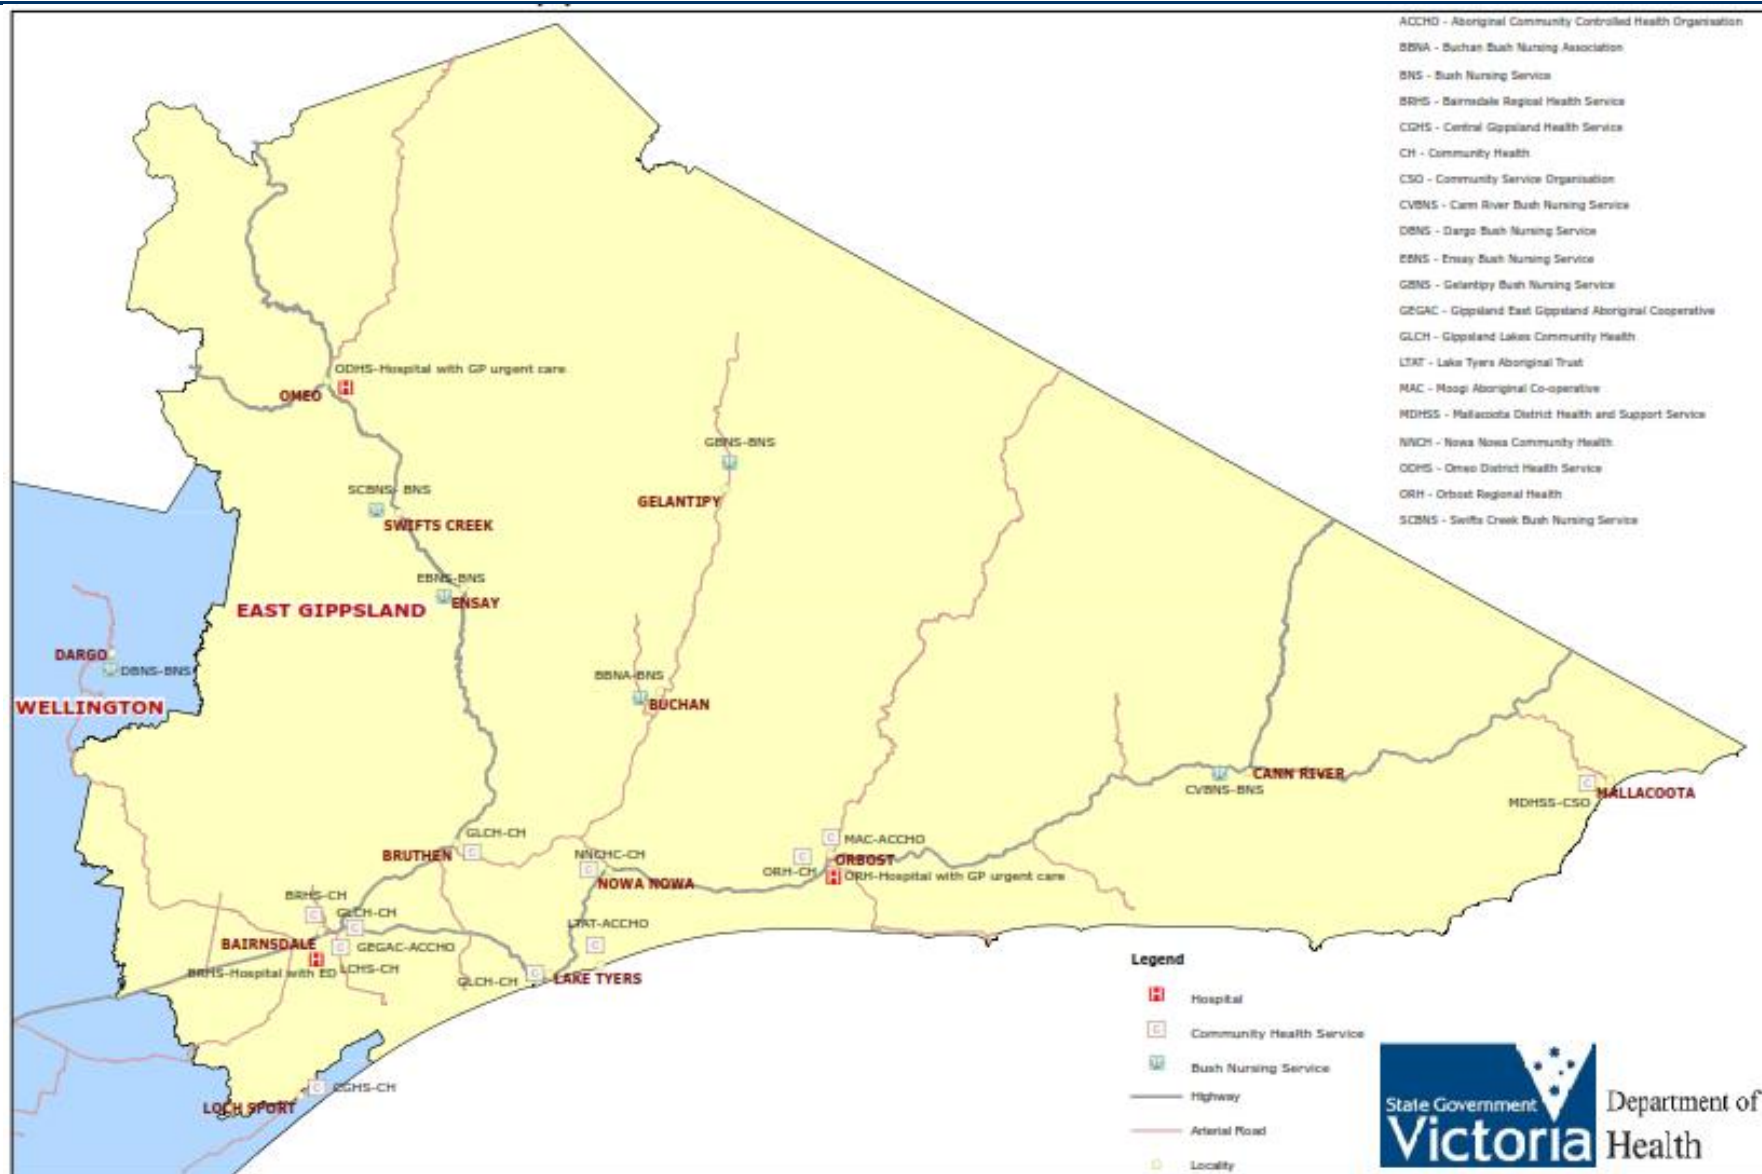 ACCHO - Aboriginal Community Controlled Health Organisation
BBNA - Buchan Bush Nursing Association
BNS - Bush Nursing Service
BRHS - Bairnsdale Regioal Health Service
CGHS - Central Gippsland Health Service
CH - Community Health
CSO - Community Service Organisation
CVBNS - Cann River Bush Nursing Service
DBNS - Dargo Bush Nursing Service
EBNS - Ensay Bush Nursing Service
GBNS - Gelantipy Bush Nursing Service
GEGAC - Gippsland East Gippsland Aboriginal Cooperative
GLCH - Gippsland Lakes Community Health
LTAT - Lake Tyers Aboriginal Trust
MAC - Moogi Aboriginal Co-operative
MDHSS - Mallacoota District Health and Support Service
NNCH - Nowa Nowa Community Health
ODHS - Omeo District Health Service
ORH - Orbost Regional Health
SCBNS - Swifts Creek Bush Nursing Service
ODHS-Hospital with GP urgent care
OMEO
GBNS-BNS
GELANTIPY
SCBNS- BNS
SWIFTS CREEK
EBNS-BNS
ENSAY
EAST GIPPSLAND
DARGO
DBNS-BNS
WELLINGTON
BBNA-BNS
BUCHAN
CANN RIVER
CVBNS-BNS
MALLACOOTA
MDHSS-CSO
GLCH-CH
BRUTHEN
NNCHC-CH
NOWA NOWA
MAC-ACCHO
ORBOST
ORH-CH
ORH-Hospital with GP urgent care
BRHS-CH
GLCH-CH
BAIRNSDALE
GEGAC-ACCHO
BRHS-Hospital with ED
LCHS-CH
LTAT-ACCHO
GLCH-CH
LAKE TYERS
CGHS-CH
LOCH SPORT
Legend
H Hospital
C Community Health Service
Bush Nursing Service
Highway
Arterial Road
Locality
State Government
Victoria
Department of
Health